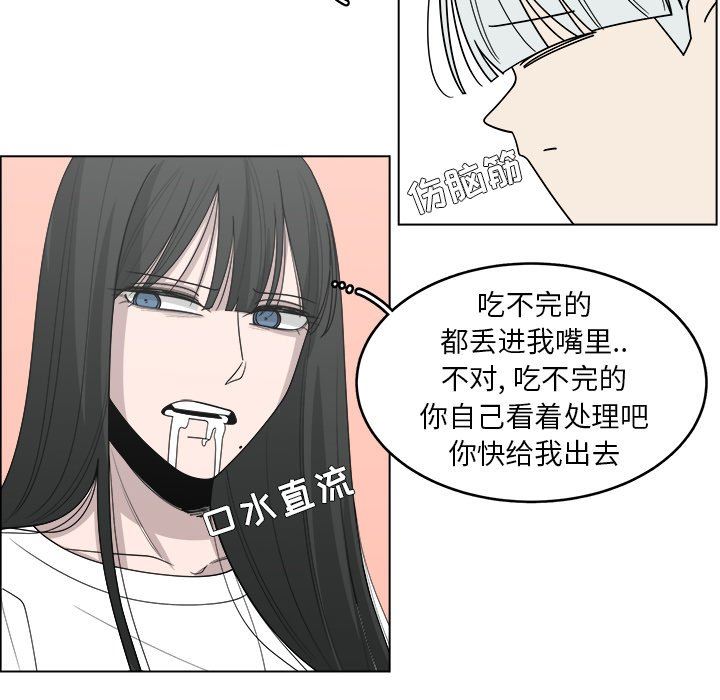 伤脑筋
吃不完的
都丢进我嘴里..
不对, 吃不完的
你自己看着处理吧
你快给我出去
口水直流